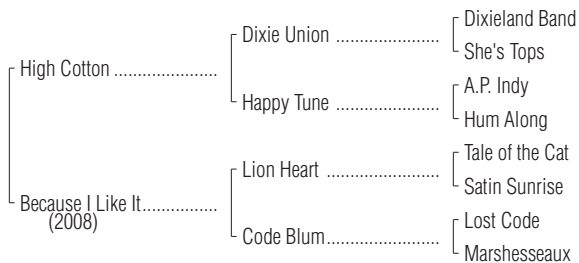 Dixieland Band
Dixie Union ........................
She's Tops
High Cotton ........................
A.P. Indy
Happy Tune ........................
Hum Along
Tale of the Cat
Lion Heart ..........................
Satin Sunrise
Because I Like It..................
(2008)
Lost Code
Code Blum..........................
Marshesseaux